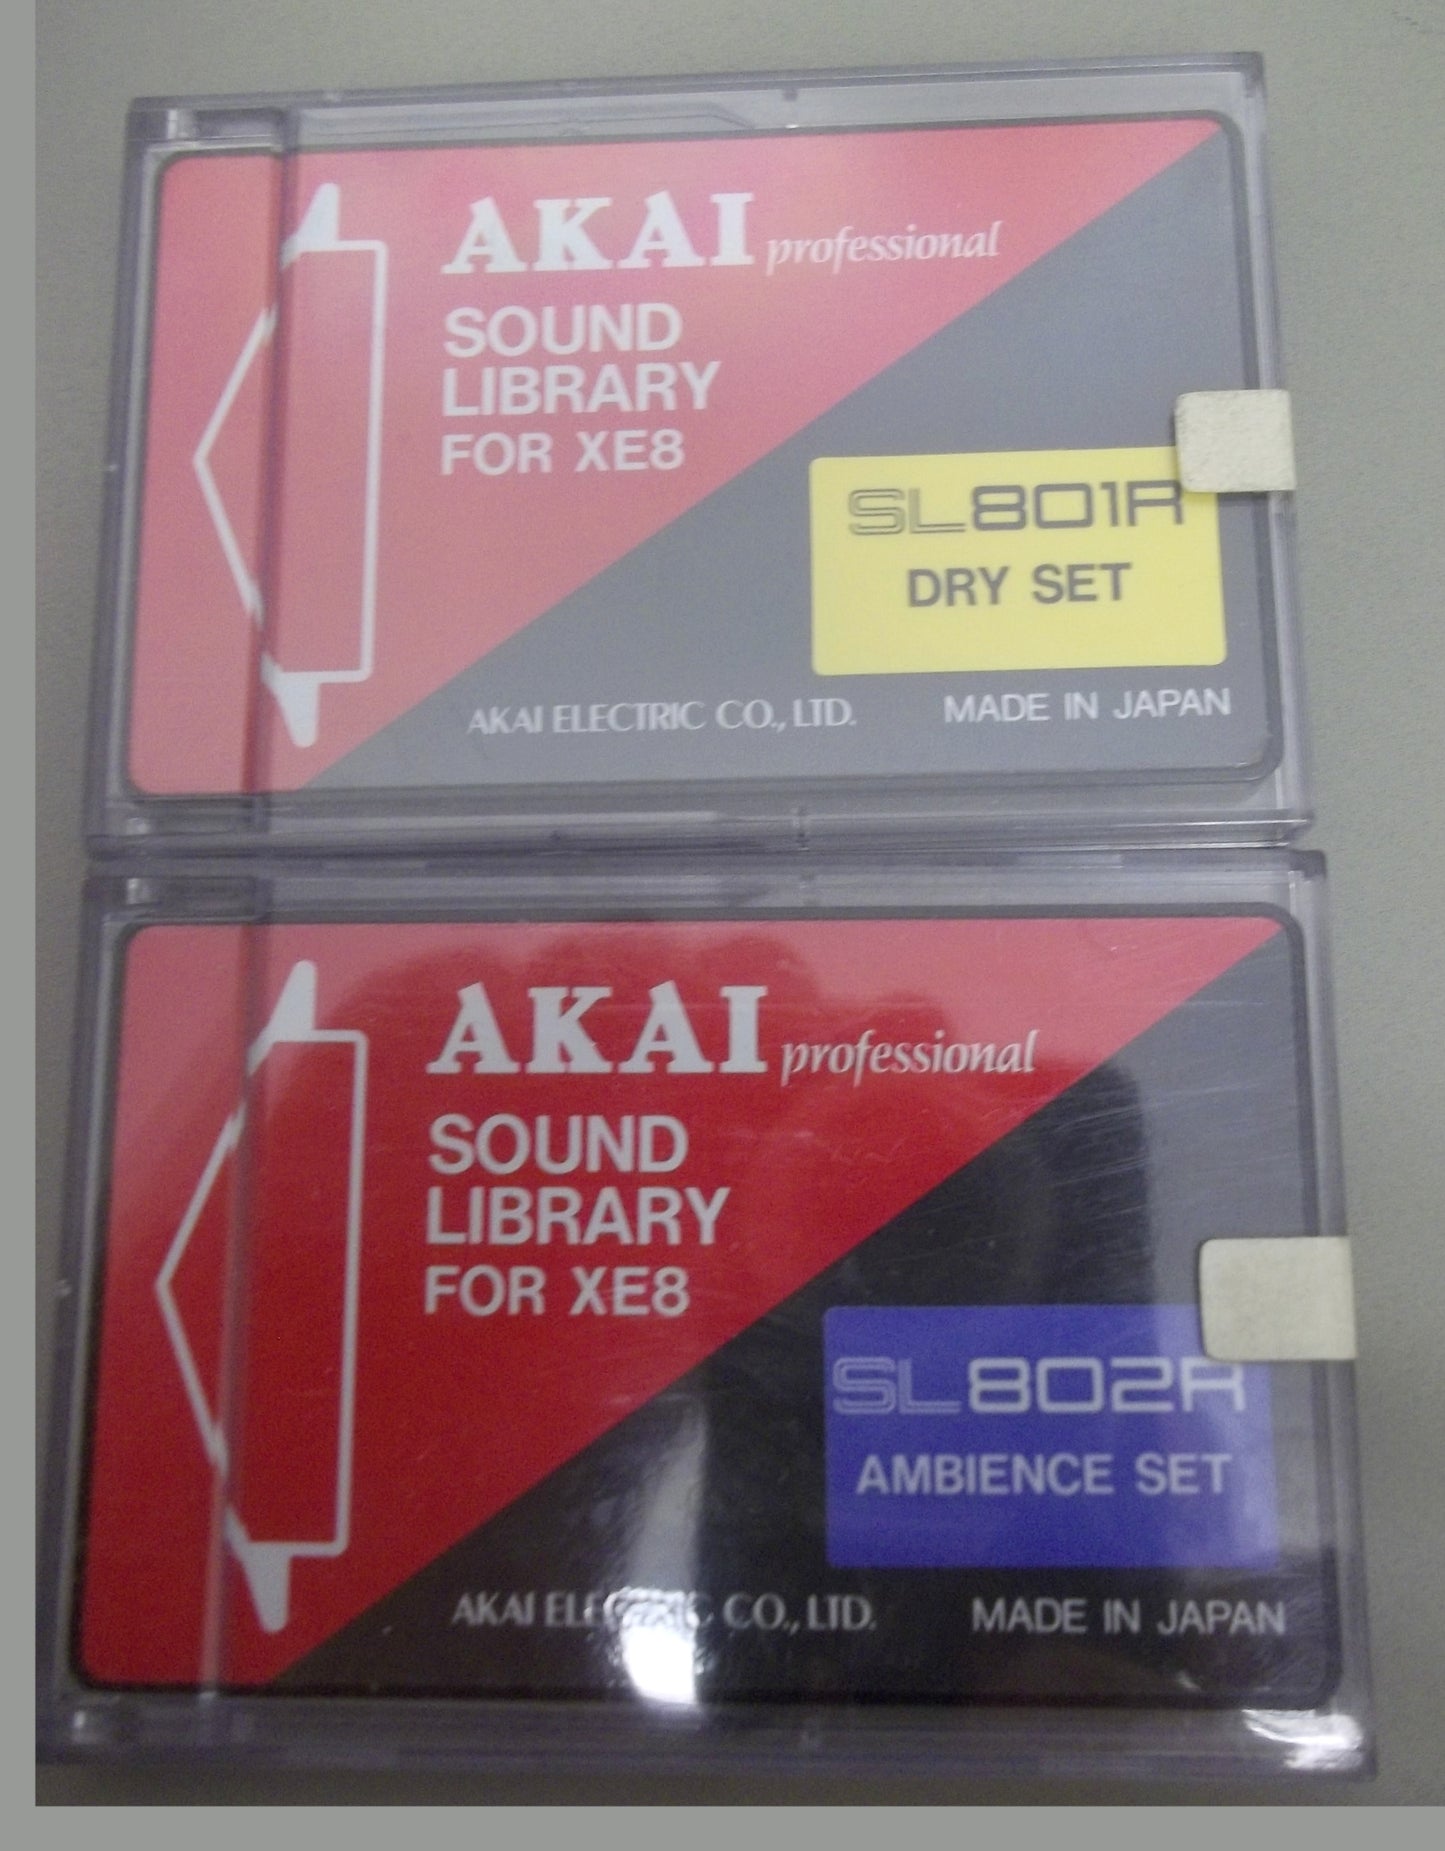 AKAI professional
SOUND
LIBRARY
FOR XE8
SL801R
DRY SET
AKAI ELECTRIC CO., LTD. MADE IN JAPAN
AKAI professional
SOUND
LIBRARY
FOR XE8
SL802R
AMBIENCE SET
AKAI ELECTRIC CO., LTD. MADE IN JAPAN